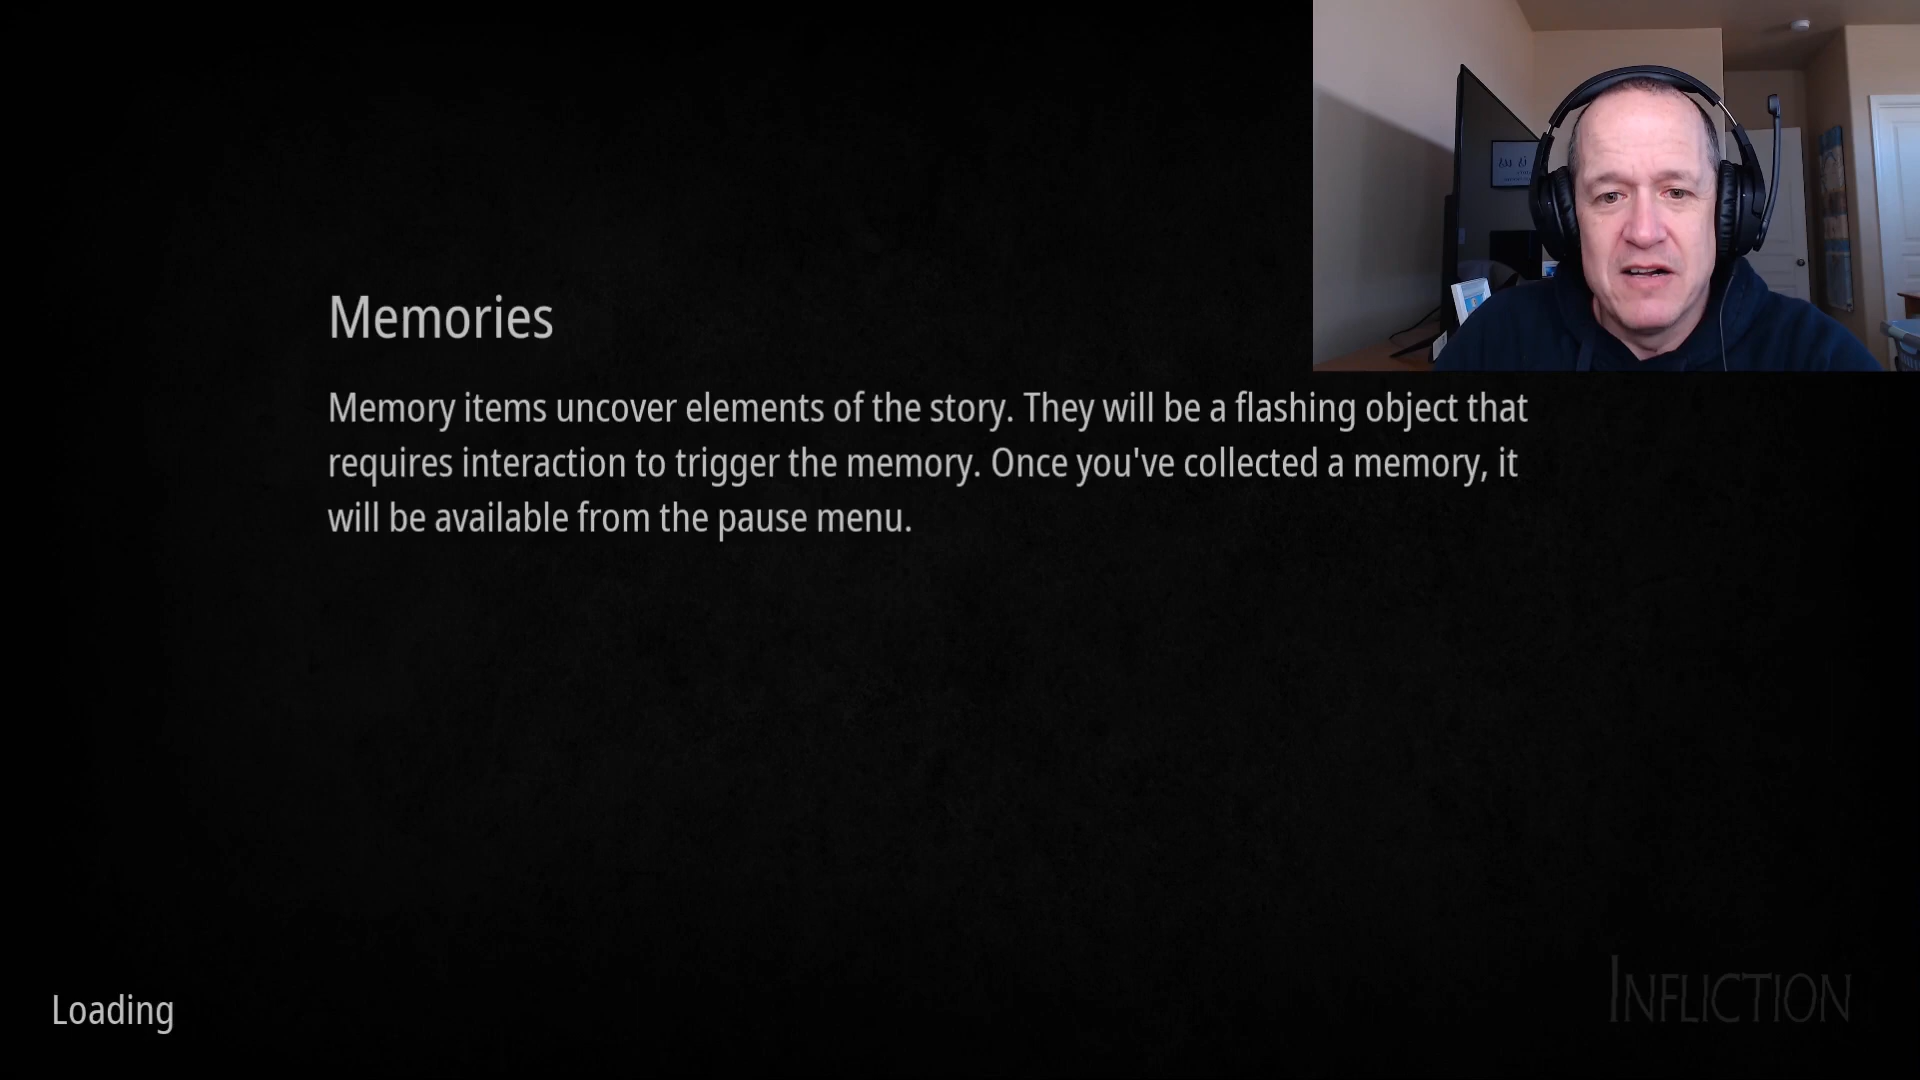 Memories
Memory items uncover elements of the story. They will be a flashing object that
requires interaction to trigger the memory. Once you've collected a memory, it
will be available from the pause menu.
Loading
INFLICTION